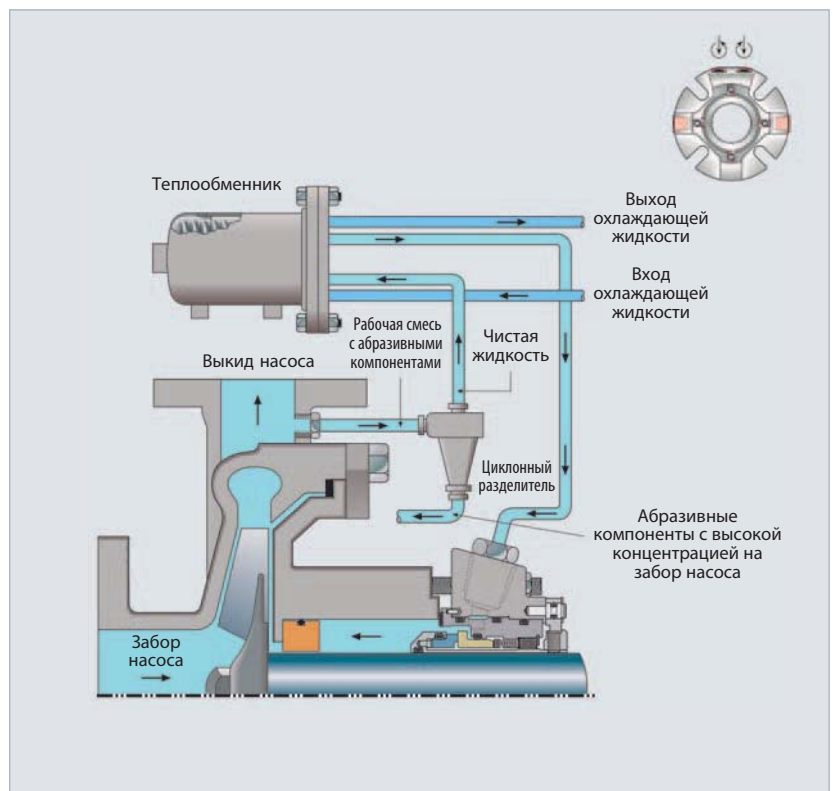 Теплообменник
Выход
охлаждающей
жидкости
Вход
охлаждающей
жидкости
Рабочая смесь
с абразивными
компонентами
Чистая
жидкость
Выкид насоса
Циклонный
разделитель
Абразивные
компоненты с высокой
концентрацией на
забор насоса
Забор
насоса